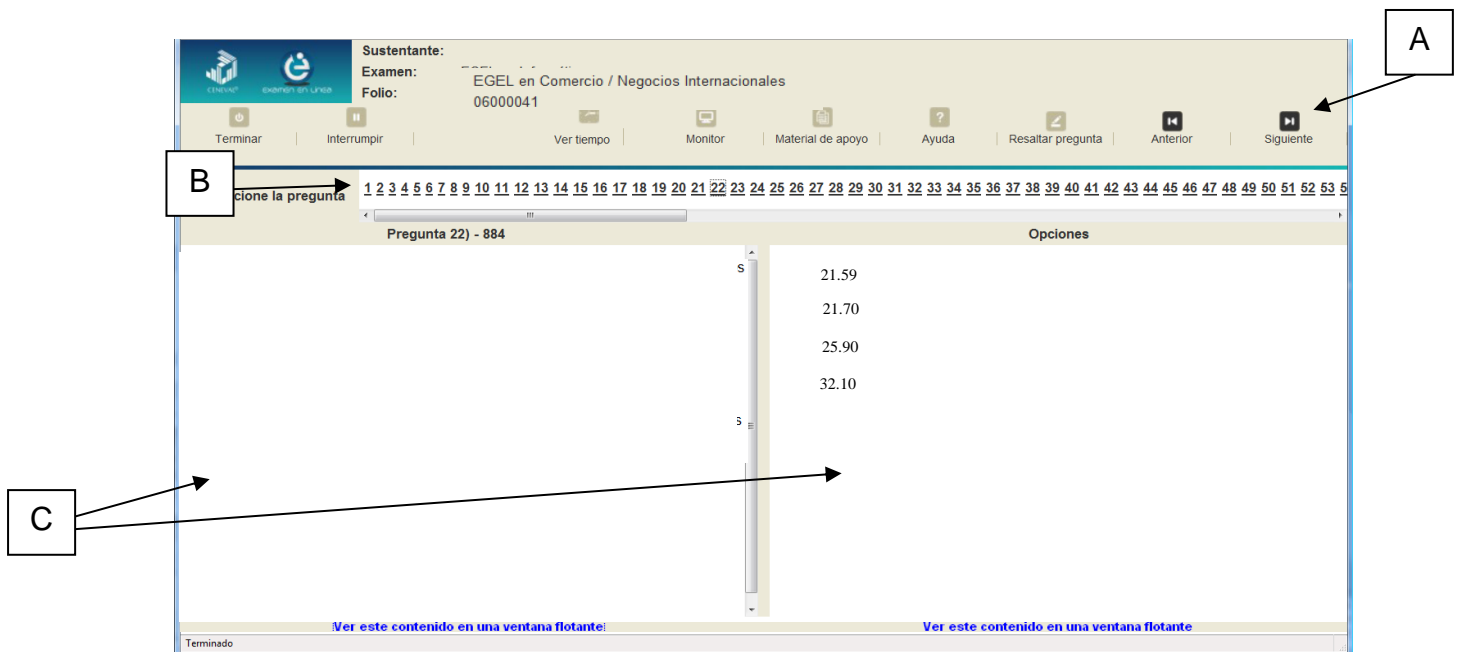 A
Sustentante:
Examen:
EGEL en Comercio / Negocios Internacionales
Folio:
06000041
CENEVAL®
examen en línea
Terminar
Interrumpir
Ver tiempo
Monitor
Material de apoyo
Ayuda
Resaltar pregunta
Anterior
Siguiente
B
cione la pregunta
1 2 3 4 5 6 7 8 9 10 11 12 13 14 15 16 17 18 19 20 21 22 23 24 25 26 27 28 29 30 31 32 33 34 35 36 37 38 39 40 41 42 43 44 45 46 47 48 49 50 51 52 53 5
Pregunta 22) - 884
Opciones
s
21.59
21.70
25.90
32.10
s
C
Ver este contenido en una ventana flotante
Ver este contenido en una ventana flotante
Terminado